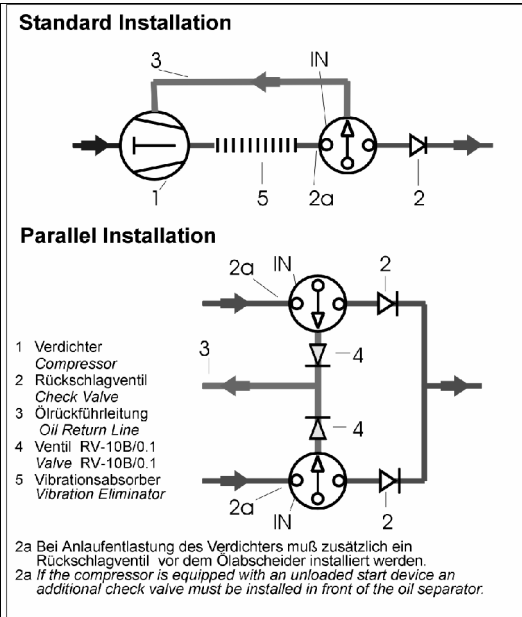 Standard Installation
3
IN
1
5
2a
2
Parallel Installation
2a
IN
2
3
4
4
2a
IN
2
1 Verdichter
Compressor
2 Rückschlagventil
Check Valve
3 Ölrückführleitung
Oil Return Line
4 Ventil RV-10B/0.1
Valve RV-10B/0.1
5 Vibrationsabsorber
Vibration Eliminator
2a Bei Anlaufentlastung des Verdichters muß zusätzlich ein
Rückschlagventil vor dem Ölabscheider installiert werden.
2a If the compressor is equipped with an unloaded start device an
additional check valve must be installed in front of the oil separator.